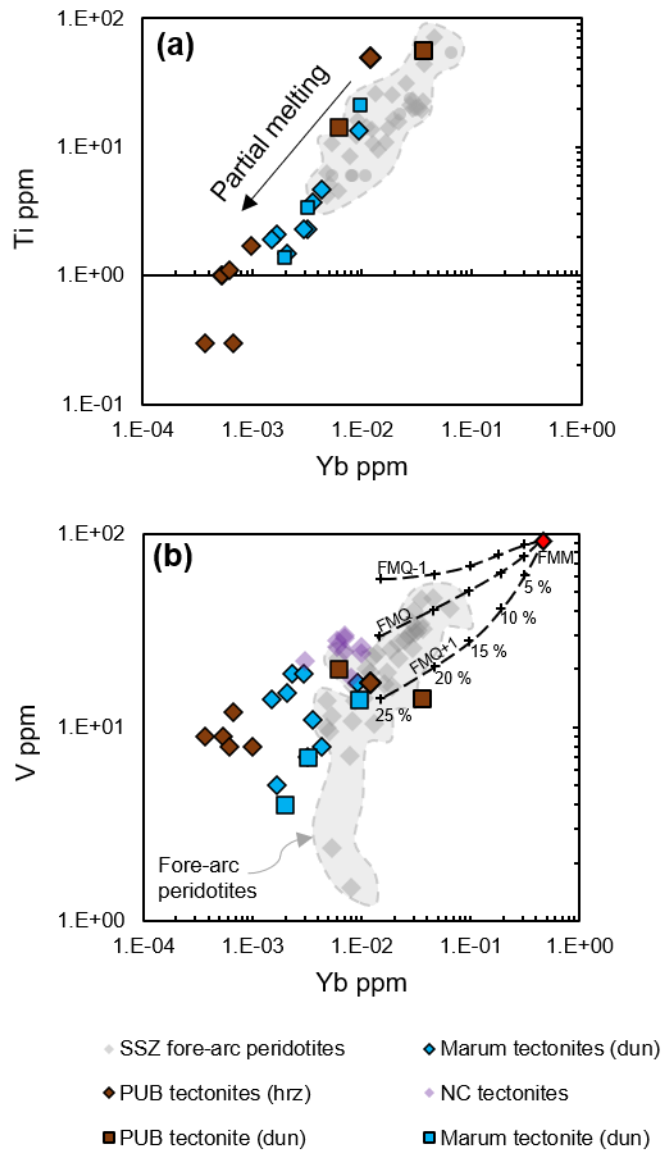 (a)
1.E+02
1.E+01
1.E+00
1.E-01
Ti ppm
Partial melting
1.E-04 1.E-03 1.E-02 1.E-01 1.E+00
Yb ppm
(b)
1.E+02
1.E+01
1.E+00
V ppm
FMQ-1
FMQ
FMQ+1
FMM
5 %
10 %
15 %
20 %
25 %
Fore-arc
peridotites
1.E-04 1.E-03 1.E-02 1.E-01 1.E+00
Yb ppm
SSZ fore-arc peridotites
Marum tectonites (dun)
PUB tectonites (hrz)
NC tectonites
PUB tectonite (dun)
Marum tectonite (dun)